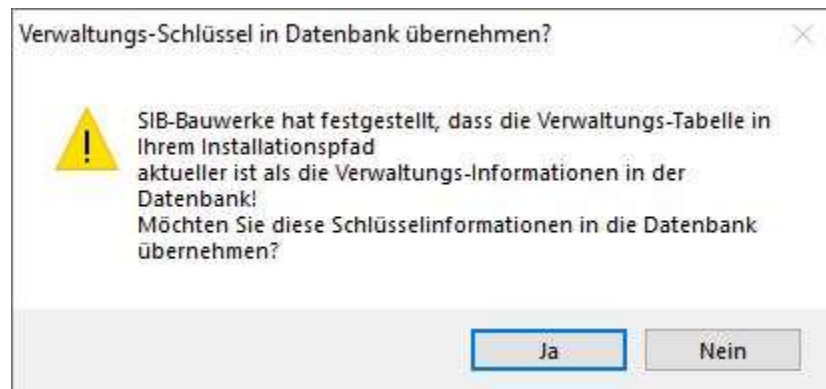 Verwaltungs-Schlüssel in Datenbank übernehmen?
SIB-Bauwerke hat festgestellt, dass die Verwaltungs-Tabelle in
Ihrem Installationspfad
aktueller ist als die Verwaltungs-Informationen in der
Datenbank!
Möchten Sie diese Schlüsselinformationen in die Datenbank
übernehmen?
Ja
Nein